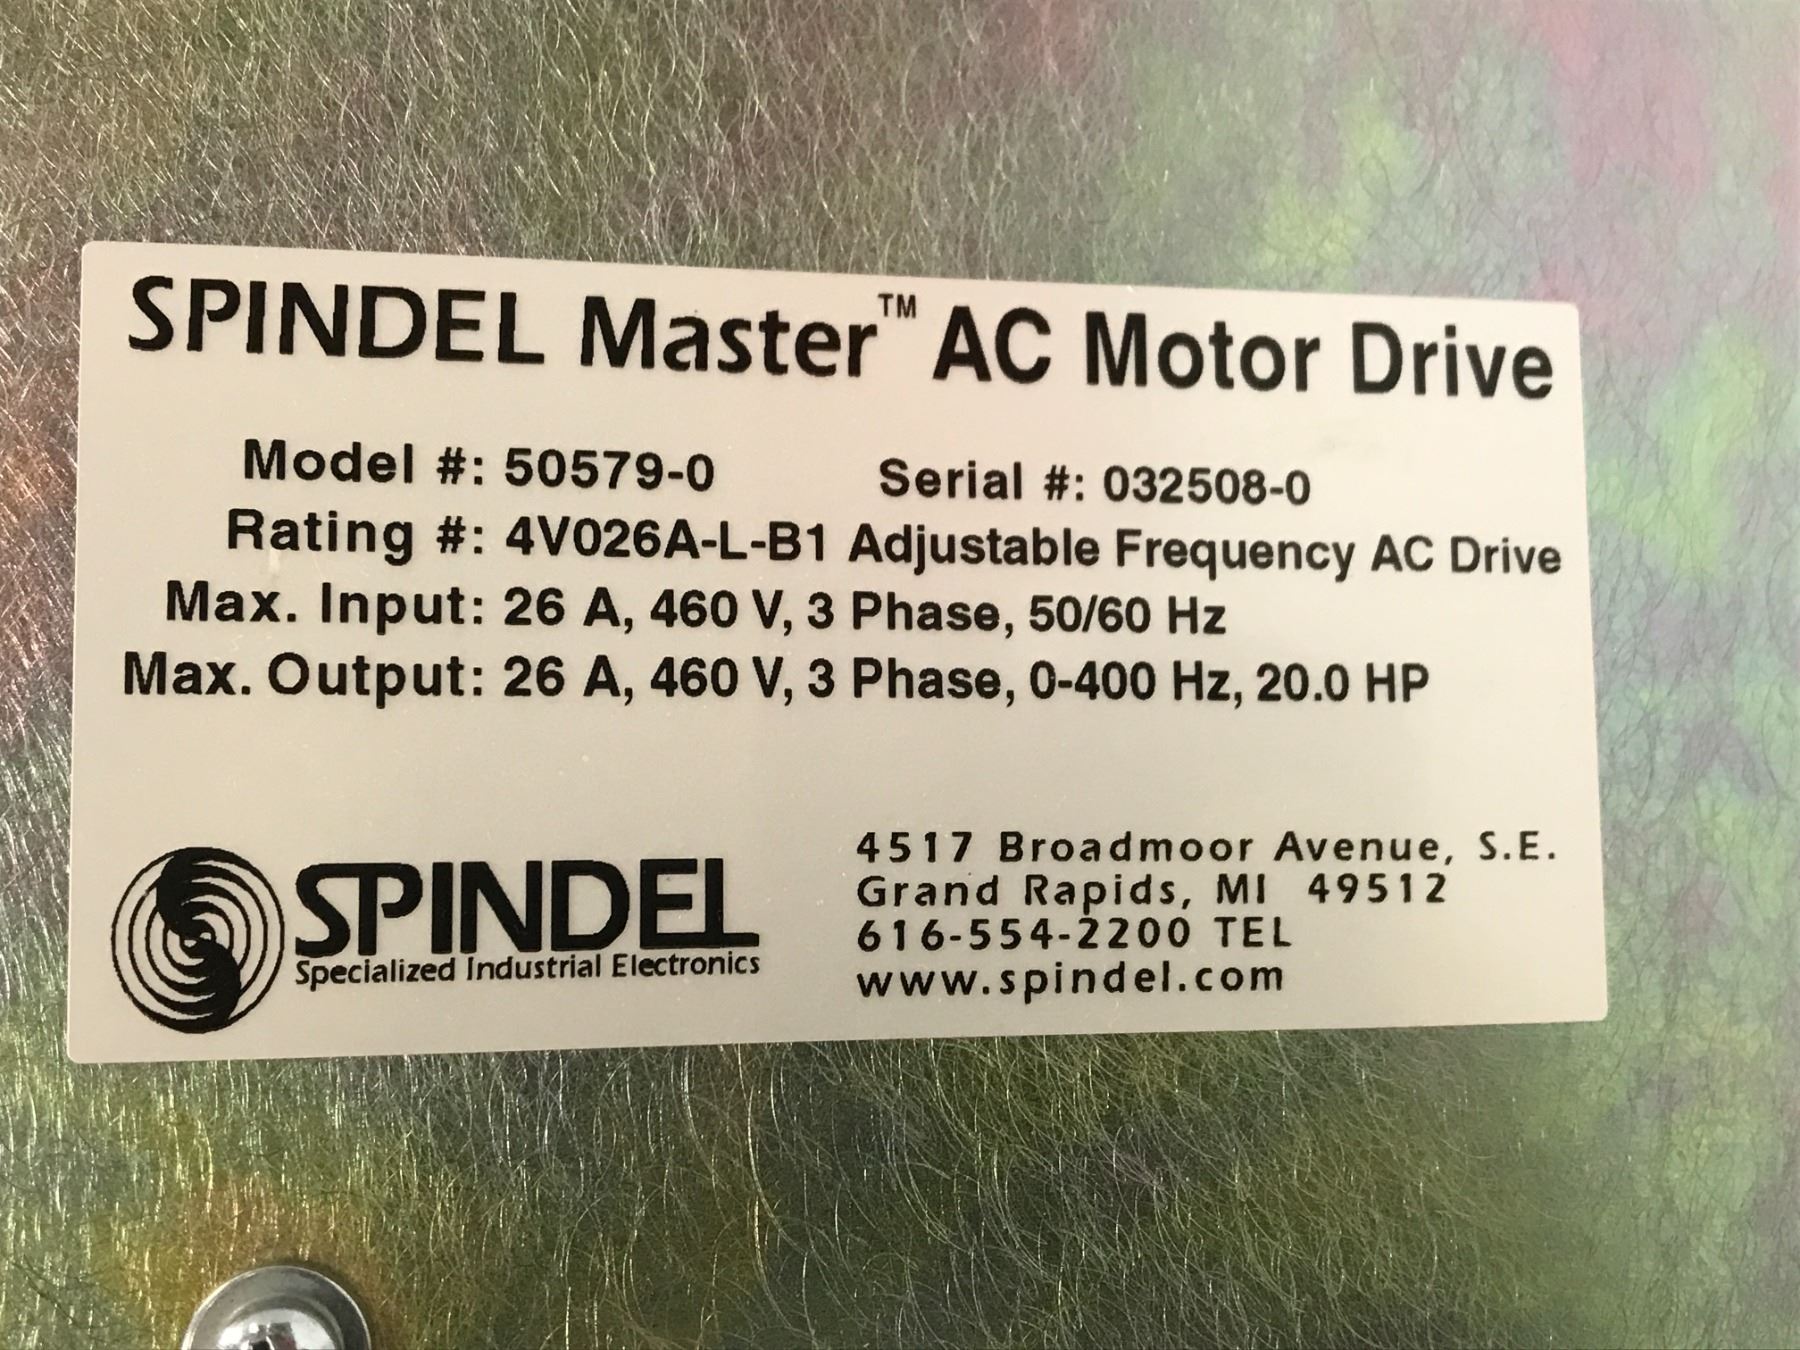 SPINDEL Master™ AC Motor Drive
Model #: 50579-0 Serial #: 032508-0
Rating #: 4V026A-L-B1 Adjustable Frequency AC Drive
Max. Input: 26 A, 460 V, 3 Phase, 50/60 Hz
Max. Output: 26 A, 460 V, 3 Phase, 0-400 Hz, 20.0 HP
SPINDEL
Specialized Industrial Electronics
4517 Broadmoor Avenue, S.E.
Grand Rapids, MI 49512
616-554-2200 TEL
www.spindel.com